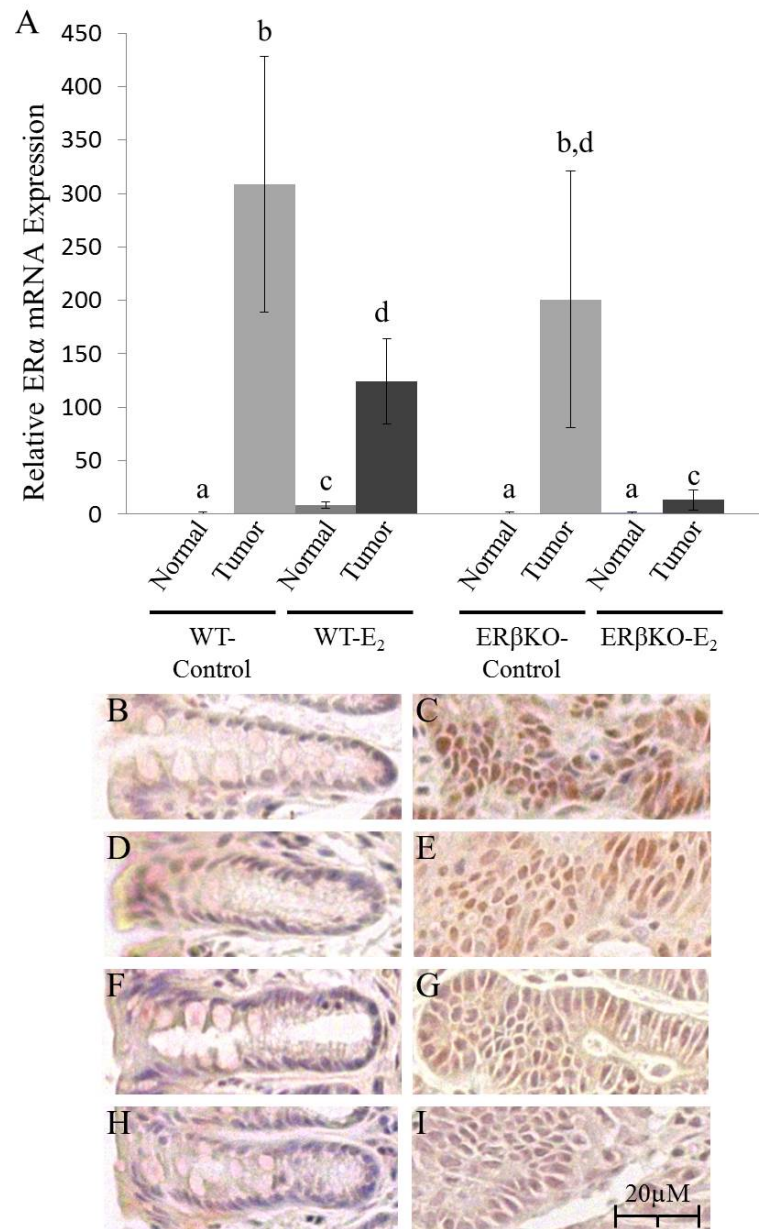 A
450
400
350
300
250
200
150
100
50
0
Relative ERα mRNA Expression
a
b
c
d
a
b,d
a
c
Normal
Tumor
Normal
Tumor
Normal
Tumor
Normal
Tumor
WT-
Control
WT-E₂
ERβKO-
Control
ERβKO-E₂
B
C
D
E
F
G
H
I
20µM